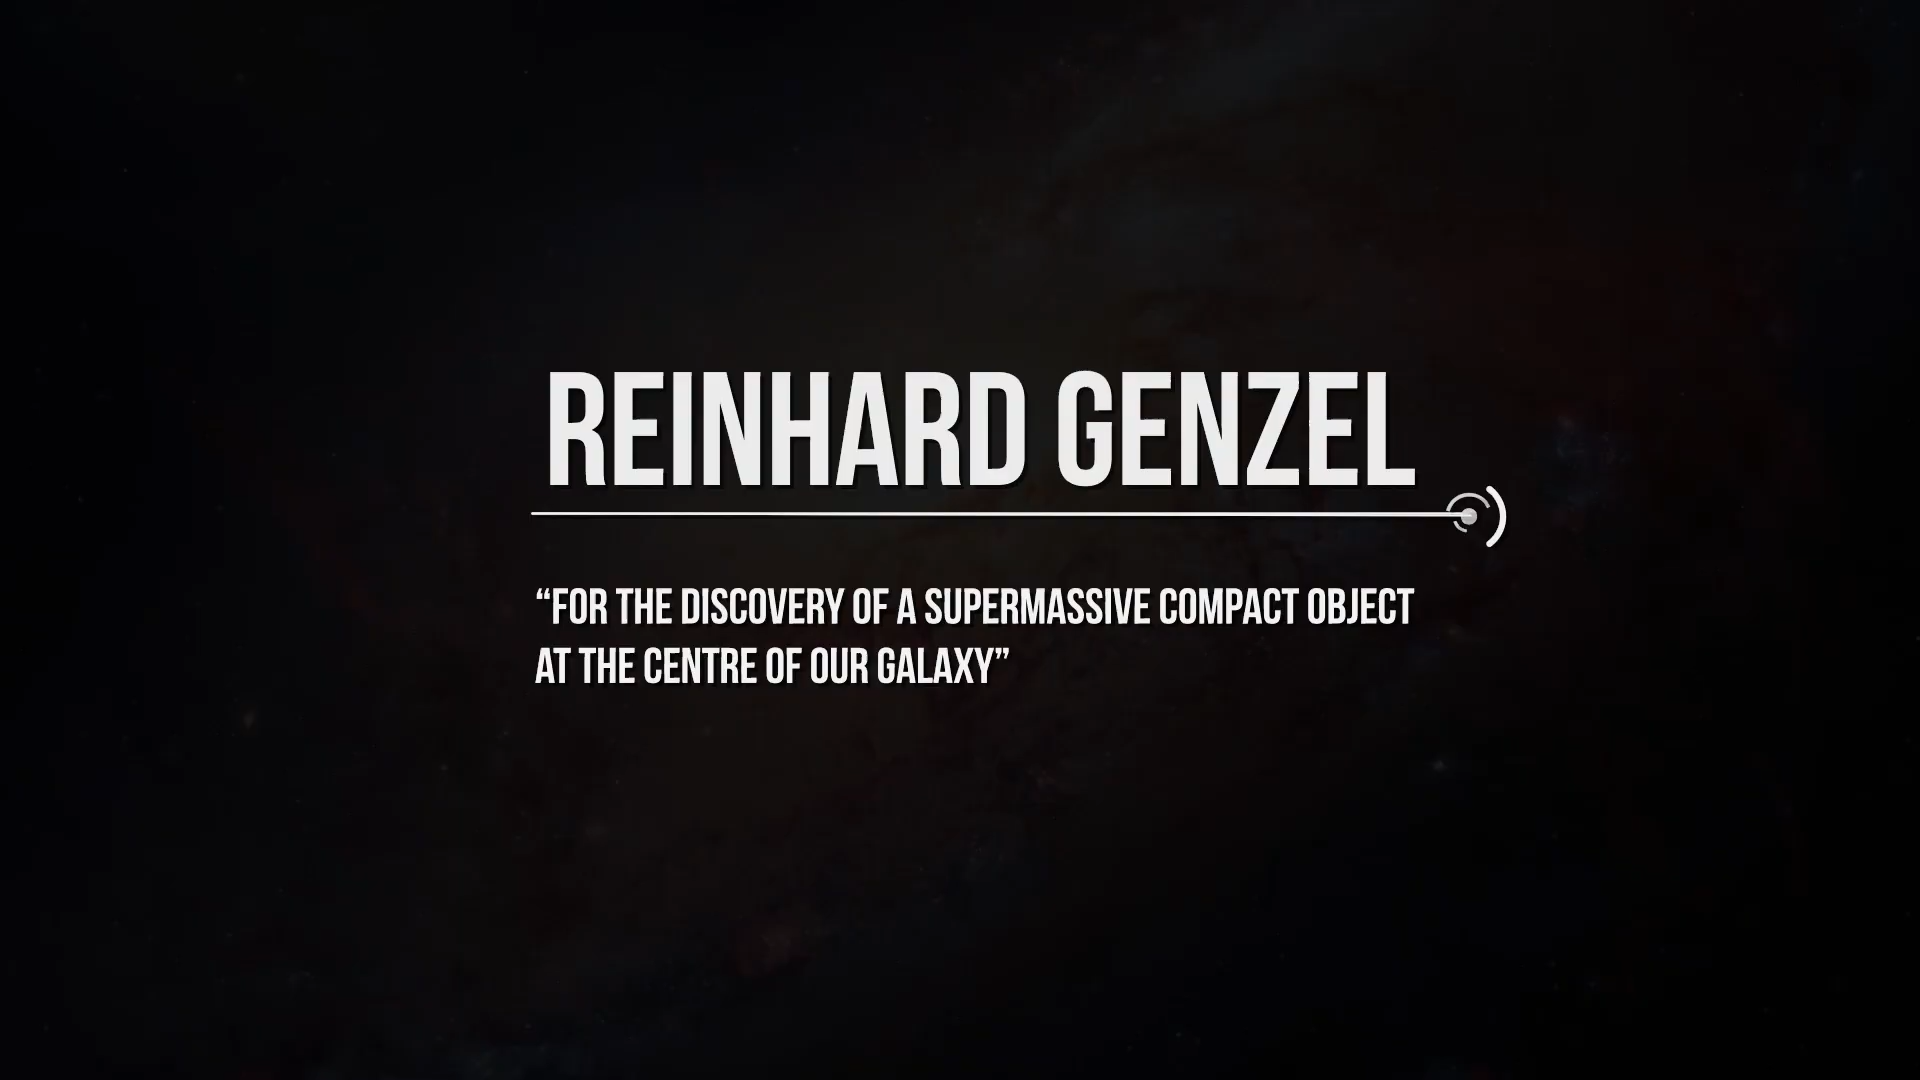 REINHARD GENZEL
“FOR THE DISCOVERY OF A SUPERMASSIVE COMPACT OBJECT
AT THE CENTRE OF OUR GALAXY”